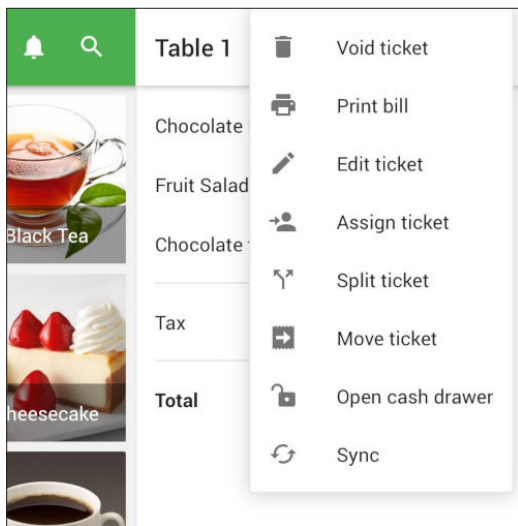 Table 1
Void ticket
Print bill
Edit ticket
Assign ticket
Split ticket
Move ticket
Open cash drawer
Sync
Chocolate
Fruit Salad
Chocolate
Tax
Total
Black Tea
heesecake